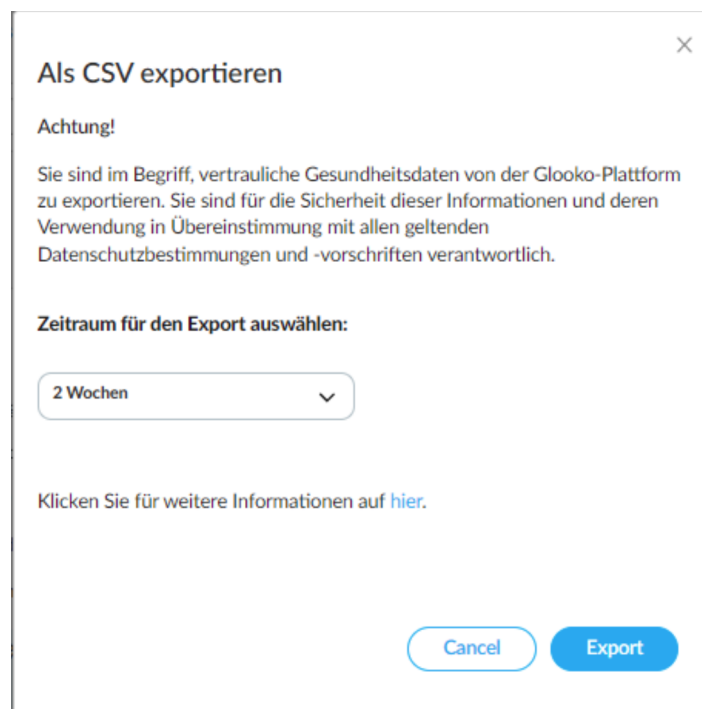 Als CSV exportieren
Achtung!
Sie sind im Begriff, vertrauliche Gesundheitsdaten von der Glooko-Plattform
zu exportieren. Sie sind für die Sicherheit dieser Informationen und deren
Verwendung in Übereinstimmung mit allen geltenden
Datenschutzbestimmungen und -vorschriften verantwortlich.
Zeitraum für den Export auswählen:
2 Wochen
Klicken Sie für weitere Informationen auf hier.
Cancel
Export